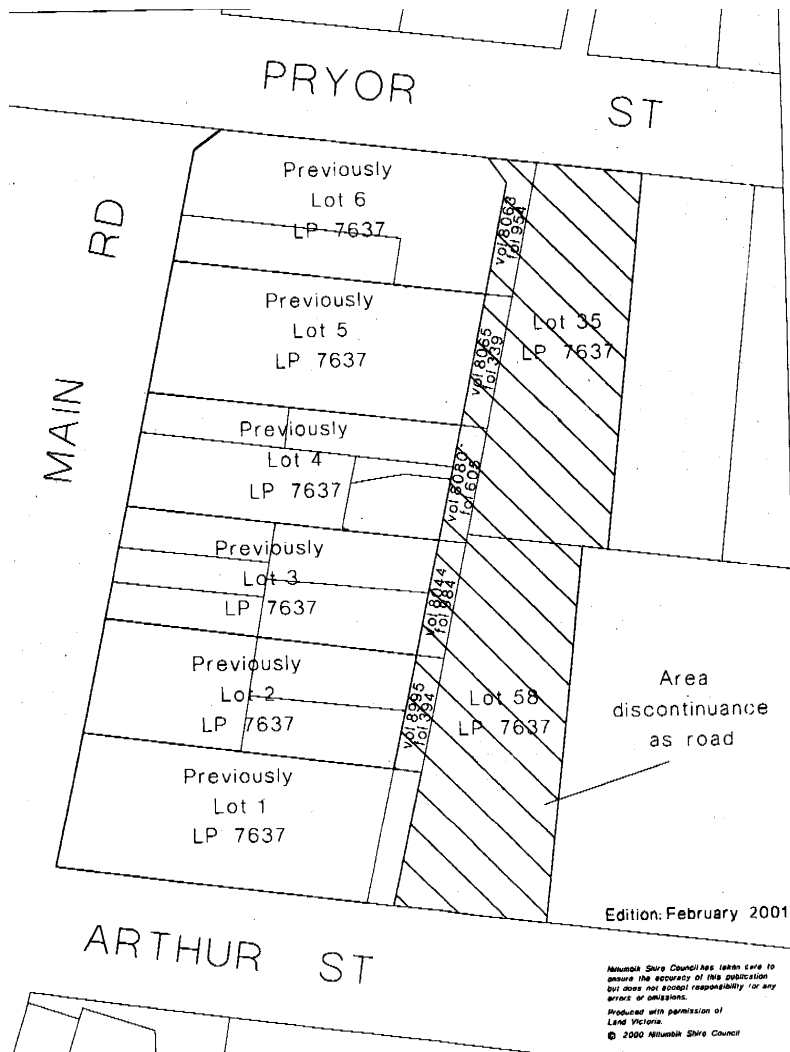 PRYOR ST
MAIN RD
Previously
Lot 6
LP 7637
vol 8063
fol 954
Previously
Lot 5
LP 7637
vol 8065
fol 339
Lot 35
LP 7637
Previously
Lot 4
LP 7637
vol 8080
fol 605
Previously
Lot 3
LP 7637
vol 8044
fol 984
Previously
Lot 2
LP 7637
vol 8995
fol 394
Lot 58
LP 7637
Area
discontinuance
as road
Previously
Lot 1
LP 7637
Edition: February 2001
ARTHUR ST
Nillumbik Shire Council has taken care to
ensure the accuracy of this publication
but does not accept responsibility for any
errors or omissions.
Produced with permission of
Land Victoria.
© 2000 Nillumbik Shire Council